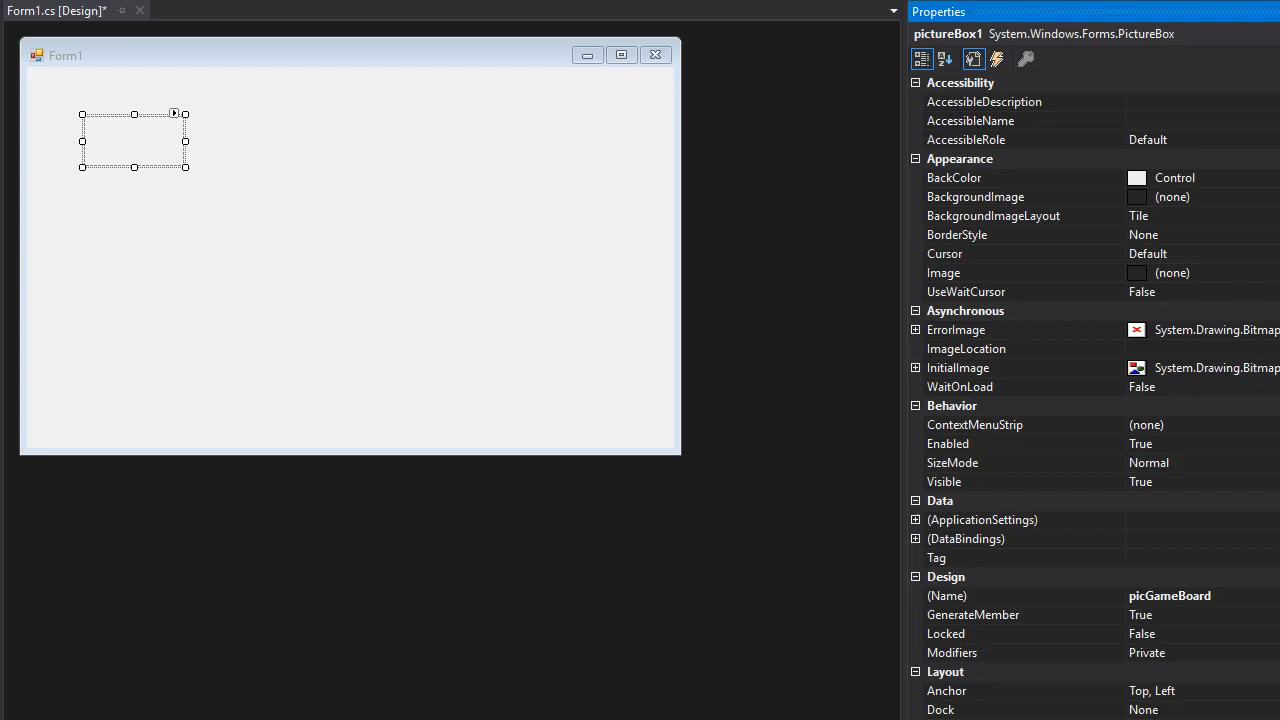 Form1.cs [Design]*
Form1
Properties
pictureBox1 System.Windows.Forms.PictureBox
Accessibility
AccessibleDescription
AccessibleName
AccessibleRole Default
Appearance
BackColor Control
BackgroundImage (none)
BackgroundImageLayout Tile
BorderStyle None
Cursor Default
Image (none)
UseWaitCursor False
Asynchronous
ErrorImage System.Drawing.Bitmap
ImageLocation
InitialImage System.Drawing.Bitmap
WaitOnLoad False
Behavior
ContextMenuStrip (none)
Enabled True
SizeMode Normal
Visible True
Data
(ApplicationSettings)
(DataBindings)
Tag
Design
(Name) picGameBoard
GenerateMember True
Locked False
Modifiers Private
Layout
Anchor Top, Left
Dock None